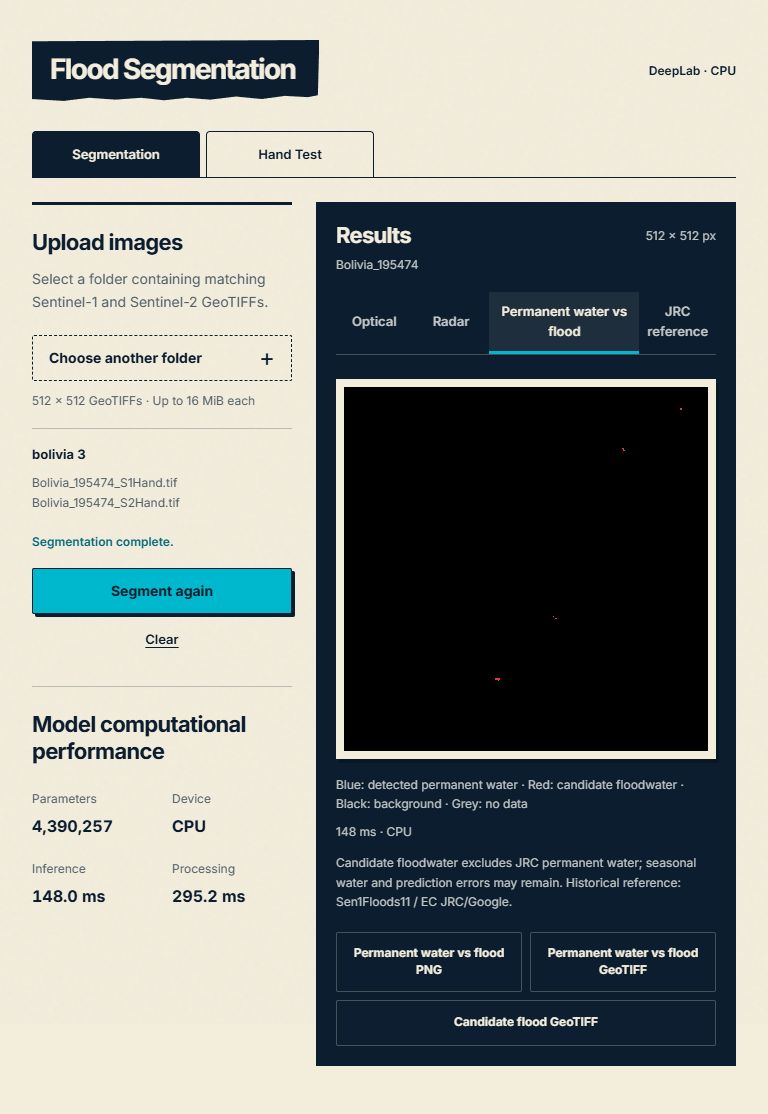 Flood Segmentation
DeepLab · CPU
Segmentation
Hand Test
Upload images
Select a folder containing matching
Sentinel-1 and Sentinel-2 GeoTIFFs.
Choose another folder +
512 × 512 GeoTIFFs · Up to 16 MiB each
bolivia 3
Bolivia_195474_S1Hand.tif
Bolivia_195474_S2Hand.tif
Segmentation complete.
Segment again
Clear
Model computational
performance
Parameters
4,390,257
Device
CPU
Inference
148.0 ms
Processing
295.2 ms
Results
512 × 512 px
Bolivia_195474
Optical
Radar
Permanent water vs
flood
JRC
reference
Blue: detected permanent water · Red: candidate floodwater ·
Black: background · Grey: no data
148 ms · CPU
Candidate floodwater excludes JRC permanent water; seasonal
water and prediction errors may remain. Historical reference:
Sen1Floods11 / EC JRC/Google.
Permanent water vs flood
PNG
Permanent water vs flood
GeoTIFF
Candidate flood GeoTIFF